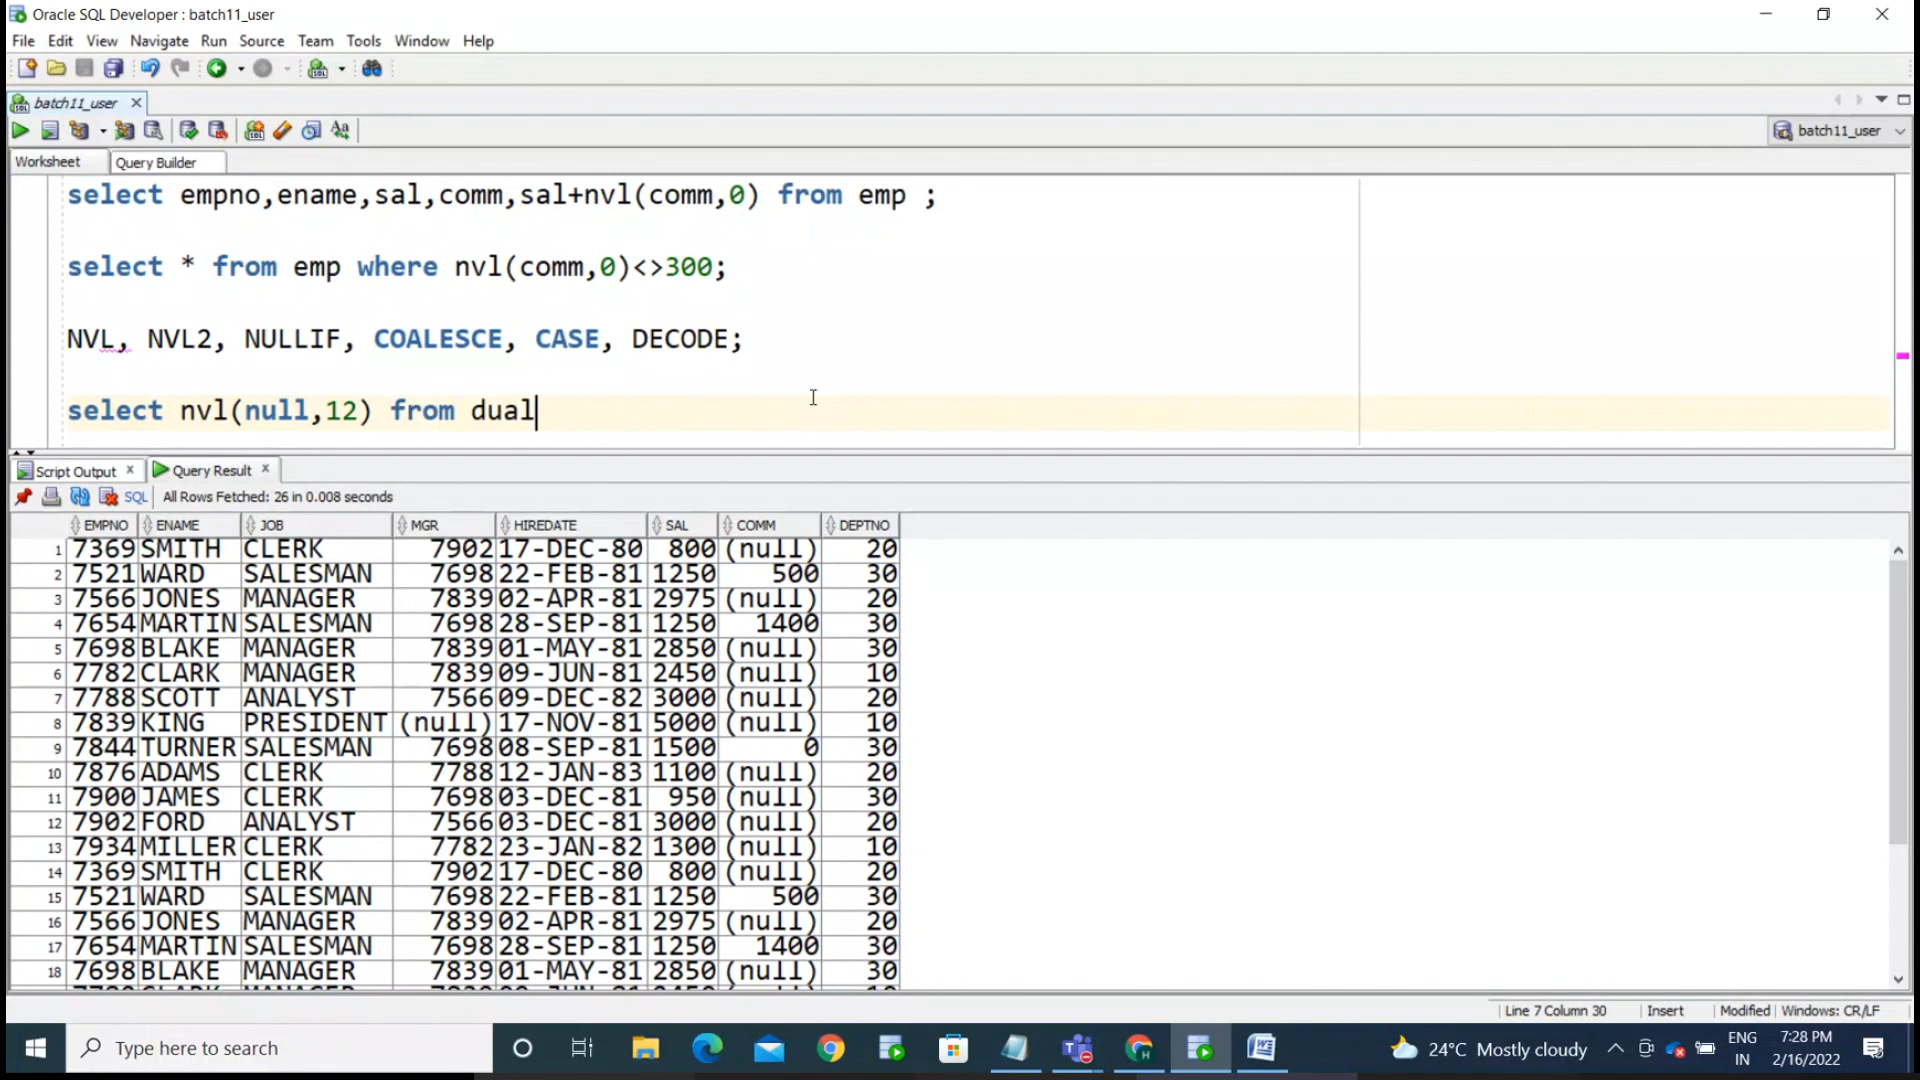 Oracle SQL Developer : batch11_user
File Edit View Navigate Run Source Team Tools Window Help
batch11_user
batch11_user
Worksheet Query Builder
select empno,ename,sal,comm,sal+nvl(comm,0) from emp ;
select * from emp where nvl(comm,0)<>300;
NVL, NVL2, NULLIF, COALESCE, CASE, DECODE;
select nvl(null,12) from dual
Script Output Query Result
SQL All Rows Fetched: 26 in 0.008 seconds
EMPNO ENAME JOB MGR HIREDATE SAL COMM DEPTNO
1 7369 SMITH CLERK 7902 17-DEC-80 800 (null) 20
2 7521 WARD SALESMAN 7698 22-FEB-81 1250 500 30
3 7566 JONES MANAGER 7839 02-APR-81 2975 (null) 20
4 7654 MARTIN SALESMAN 7698 28-SEP-81 1250 1400 30
5 7698 BLAKE MANAGER 7839 01-MAY-81 2850 (null) 30
6 7782 CLARK MANAGER 7839 09-JUN-81 2450 (null) 10
7 7788 SCOTT ANALYST 7566 09-DEC-82 3000 (null) 20
8 7839 KING PRESIDENT (null) 17-NOV-81 5000 (null) 10
9 7844 TURNER SALESMAN 7698 08-SEP-81 1500 0 30
10 7876 ADAMS CLERK 7788 12-JAN-83 1100 (null) 20
11 7900 JAMES CLERK 7698 03-DEC-81 950 (null) 30
12 7902 FORD ANALYST 7566 03-DEC-81 3000 (null) 20
13 7934 MILLER CLERK 7782 23-JAN-82 1300 (null) 10
14 7369 SMITH CLERK 7902 17-DEC-80 800 (null) 20
15 7521 WARD SALESMAN 7698 22-FEB-81 1250 500 30
16 7566 JONES MANAGER 7839 02-APR-81 2975 (null) 20
17 7654 MARTIN SALESMAN 7698 28-SEP-81 1250 1400 30
18 7698 BLAKE MANAGER 7839 01-MAY-81 2850 (null) 30
Line 7 Column 30 Insert Modified Windows: CR/LF
Type here to search
24°C Mostly cloudy
ENG
IN
7:28 PM
2/16/2022